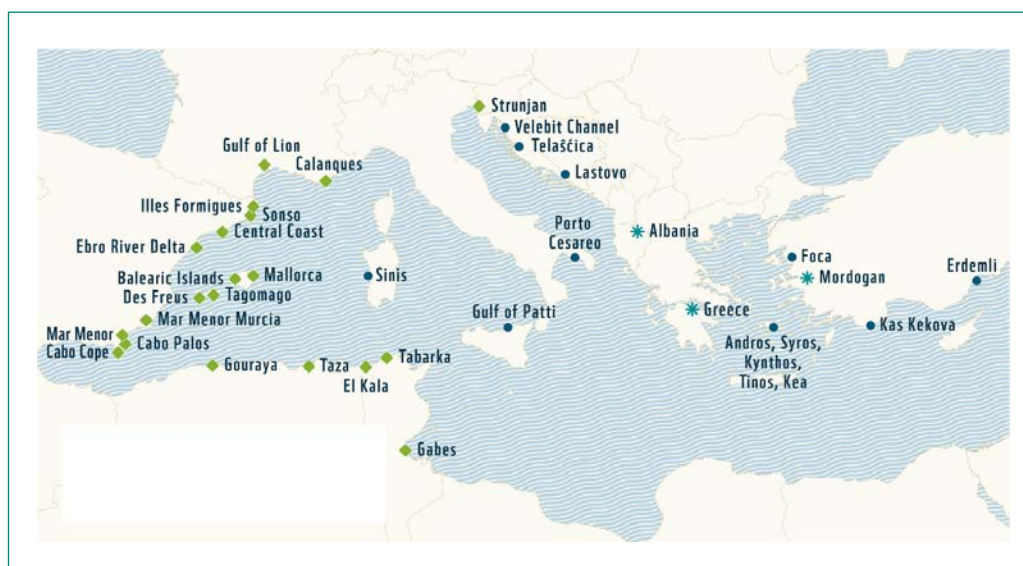 Strunjan
Velebit Channel
Telaščica
Lastovo
Gulf of Lion
Calanques
Illes Formigues
Sonso
Central Coast
Ebro River Delta
Porto
Cesareo
Albania
Foca
Mordogan
Erdemli
Balearic Islands
Mallorca
Des Freus
Tagomago
Sinis
Mar Menor Murcia
Gulf of Patti
Greece
Kas Kekova
Mar Menor
Cabo Palos
Cabo Cope
Andros, Syros,
Kynthos,
Tinos, Kea
Gouraya
Taza
El Kala
Tabarka
Gabes